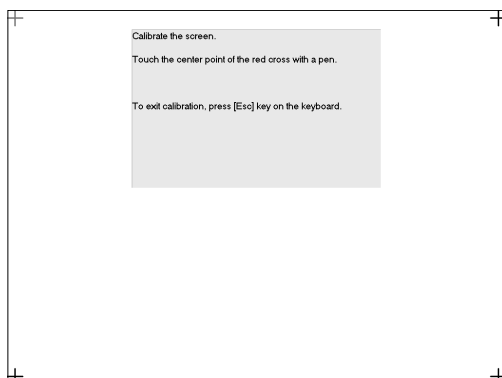 Calibrate the screen.
Touch the center point of the red cross with a pen.
To exit calibration, press [Esc] key on the keyboard.